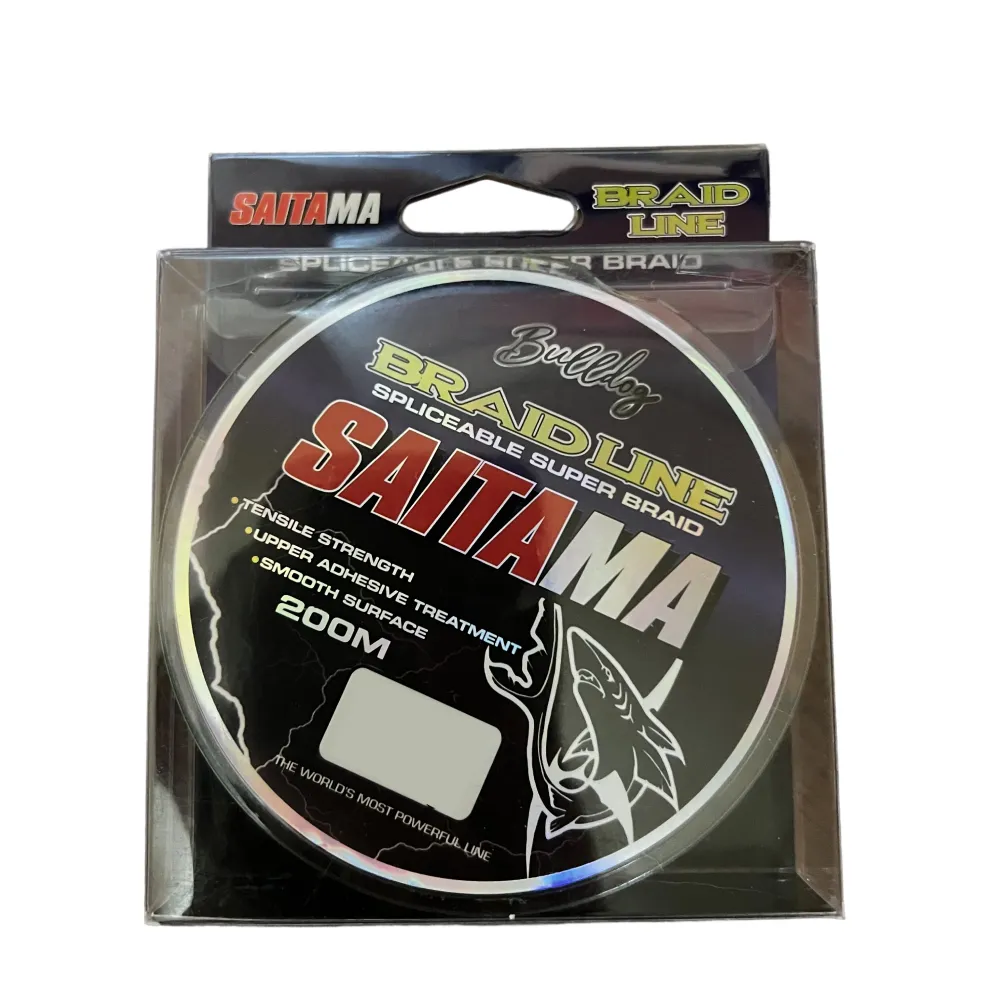 SAITAMA
BRAID
LINE
SPLICEABLE SUPER BRAID
Bulldog
BRAID LINE
SPLICEABLE SUPER BRAID
SAITAMA
•TENSILE STRENGTH
•UPPER ADHESIVE TREATMENT
•SMOOTH SURFACE
200M
THE WORLD'S MOST POWERFUL LINE